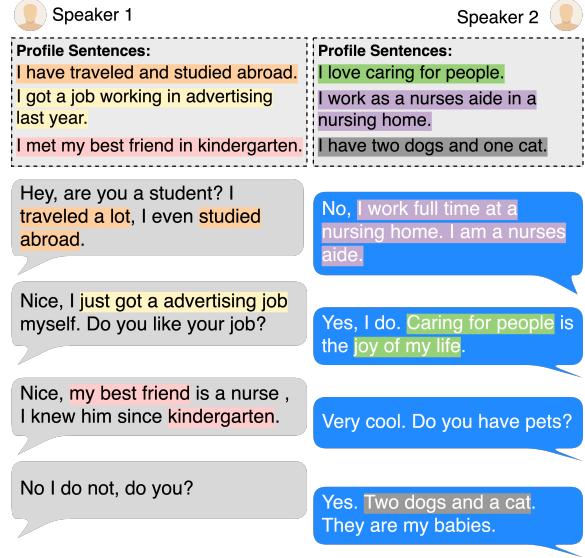 Speaker 1
Speaker 2
Profile Sentences:
I have traveled and studied abroad.
I got a job working in advertising
last year.
I met my best friend in kindergarten.
Profile Sentences:
I love caring for people.
I work as a nurses aide in a
nursing home.
I have two dogs and one cat.
Hey, are you a student? I
traveled a lot, I even studied
abroad.
No, I work full time at a
nursing home. I am a nurses
aide.
Nice, I just got a advertising job
myself. Do you like your job?
Yes, I do. Caring for people is
the joy of my life.
Nice, my best friend is a nurse ,
I knew him since kindergarten.
Very cool. Do you have pets?
No I do not, do you?
Yes. Two dogs and a cat.
They are my babies.